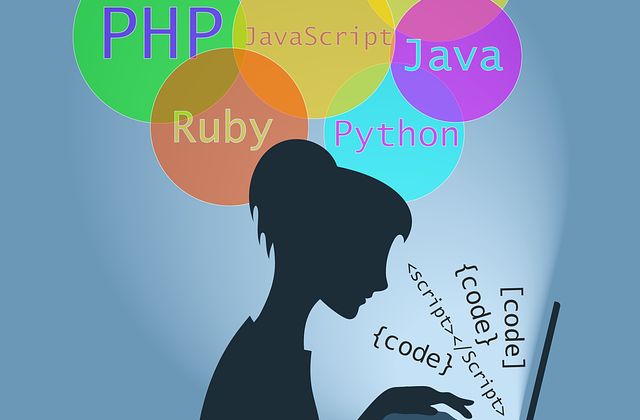 PHP
JavaScript
Java
Ruby
Python
<script></Script>
{code}
[code]
{code}